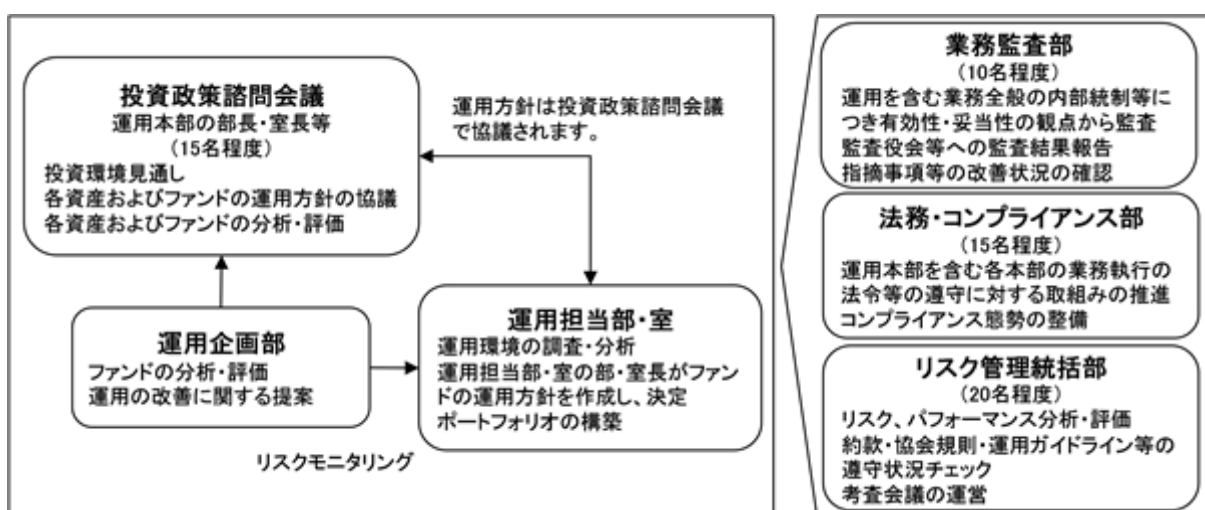 投資政策諮問会議
運用本部の部長・室長等
(15名程度)
投資環境見通し
各資産およびファンドの運用方針の協議
各資産およびファンドの分析・評価
運用方針は投資政策諮問会議
で協議されます。
運用企画部
ファンドの分析・評価
運用の改善に関する提案
運用担当部・室
運用環境の調査・分析
運用担当部・室の部・室長がファン
ドの運用方針を作成し、決定
ポートフォリオの構築
リスクモニタリング
業務監査部
(10名程度)
運用を含む業務全般の内部統制等に
つき有効性・妥当性の観点から監査
監査役会等への監査結果報告
指摘事項等の改善状況の確認
法務・コンプライアンス部
(15名程度)
運用本部を含む各本部の業務執行の
法令等の遵守に対する取組みの推進
コンプライアンス態勢の整備
リスク管理統括部
(20名程度)
リスク、パフォーマンス分析・評価
約款・協会規則・運用ガイドライン等の
遵守状況チェック
考査会議の運営